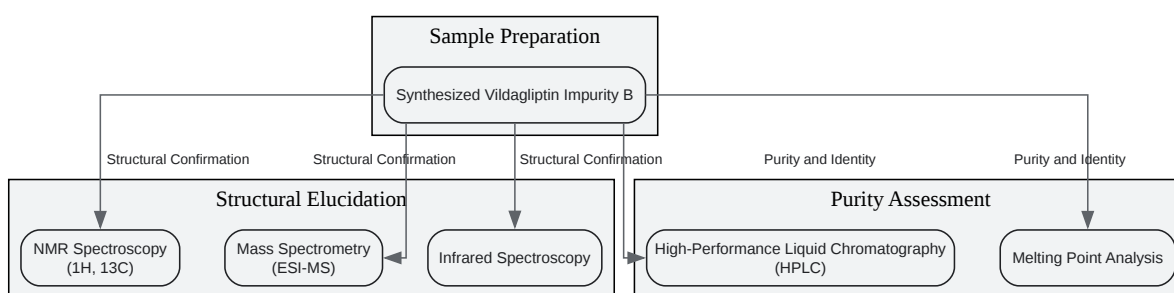 Sample Preparation
Synthesized Vildagliptin Impurity B
Structural Confirmation
Structural Confirmation
Structural Confirmation
Purity and Identity
Purity and Identity
Structural Elucidation
Purity Assessment
NMR Spectroscopy
(1H, 13C)
Mass Spectrometry
(ESI-MS)
Infrared Spectroscopy
High-Performance Liquid Chromatography
(HPLC)
Melting Point Analysis